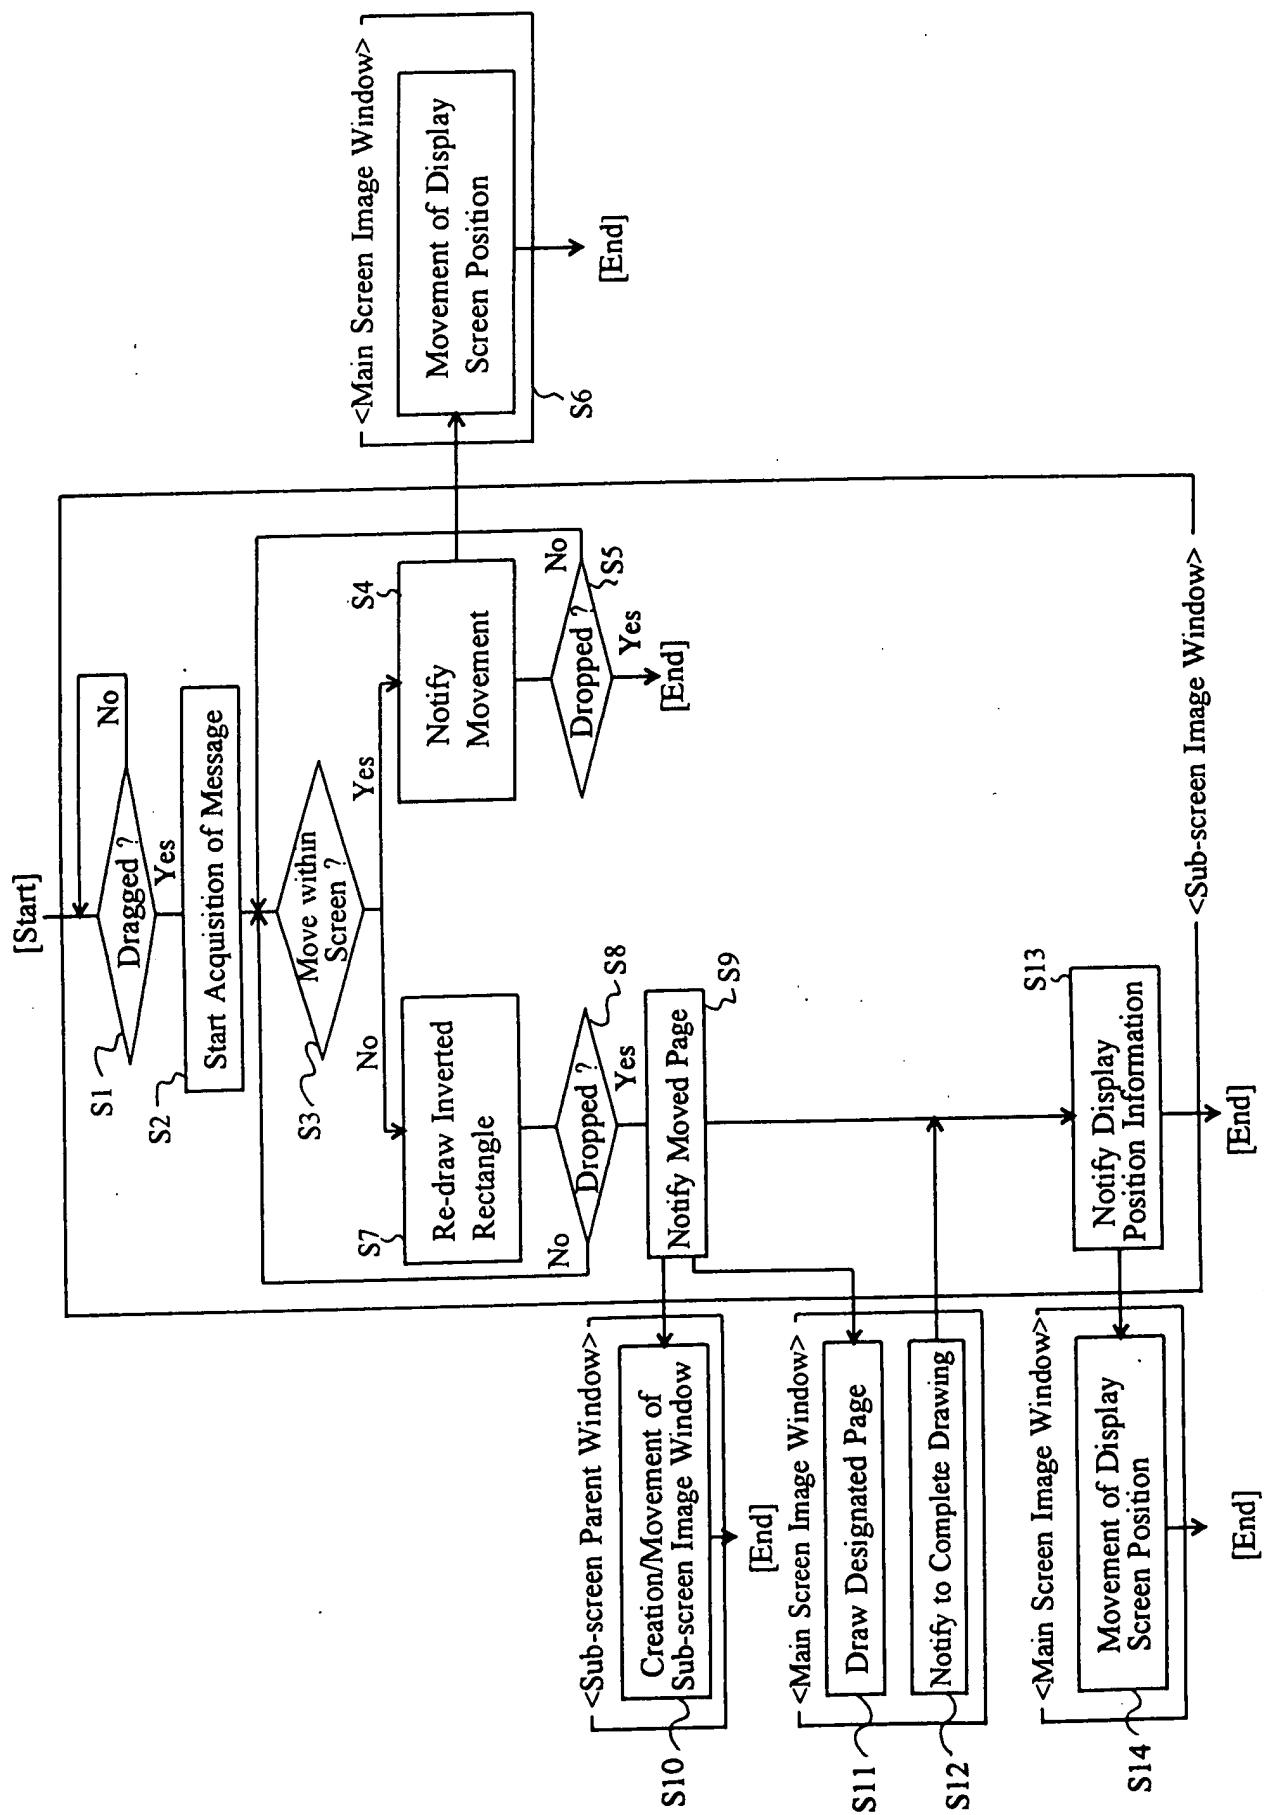 [Start]
S1
Dragged ?
No
Yes
S2
Start Acquisition of Message
S3
Move within
Screen ?
No
Yes
S7
Re-draw Inverted
Rectangle
S4
Notify
Movement
<Main Screen Image Window>
Movement of Display
Screen Position
S6
[End]
No
Dropped ?
S8
Yes
Dropped ?
No
S5
Yes
[End]
<Sub-screen Parent Window>
Creation/Movement of
Sub-screen Image Window
S10
[End]
Notify Moved Page
S9
<Main Screen Image Window>
Draw Designated Page
S11
Notify to Complete Drawing
S12
S13
Notify Display
Position Information
[End]
<Sub-screen Image Window>
<Main Screen Image Window>
Movement of Display
Screen Position
S14
[End]